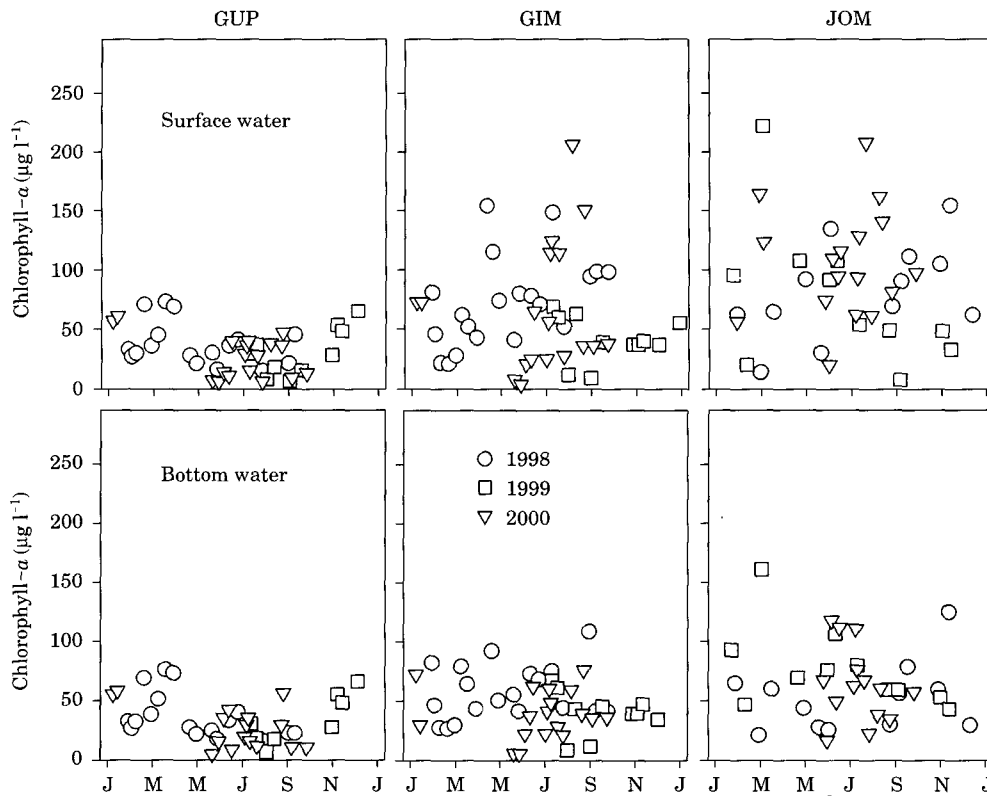 GUP GIM JOM
Chlorophyll-a (µg l⁻¹)
250
200
150
100
50
0
Surface water
Chlorophyll-a (µg l⁻¹)
250
200
150
100
50
0
Bottom water
1998
1999
2000
J M M J S N J J M M J S N J J M M J S N J